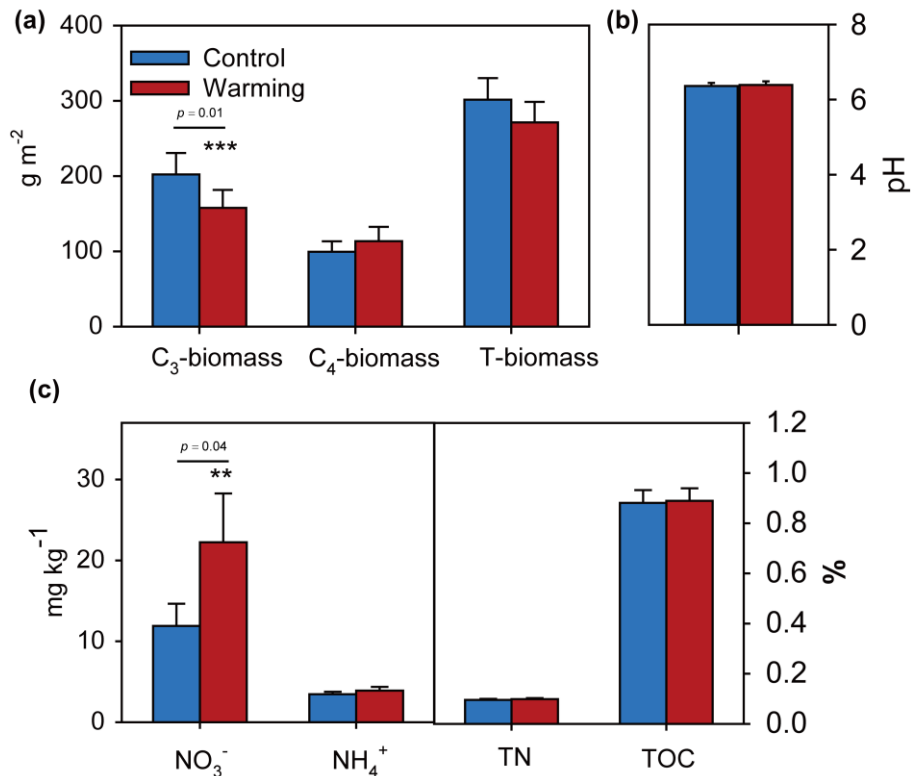 (a)
400
300
200
100
0
g m⁻²
Control
Warming
p = 0.01
***
C₃-biomass
C₄-biomass
T-biomass
(b)
8
6
4
2
0
pH
(c)
30
20
10
0
mg kg⁻¹
p = 0.04
**
NO₃⁻
NH₄⁺
TN
TOC
1.2
1.0
0.8
0.6
0.4
0.2
0.0
%